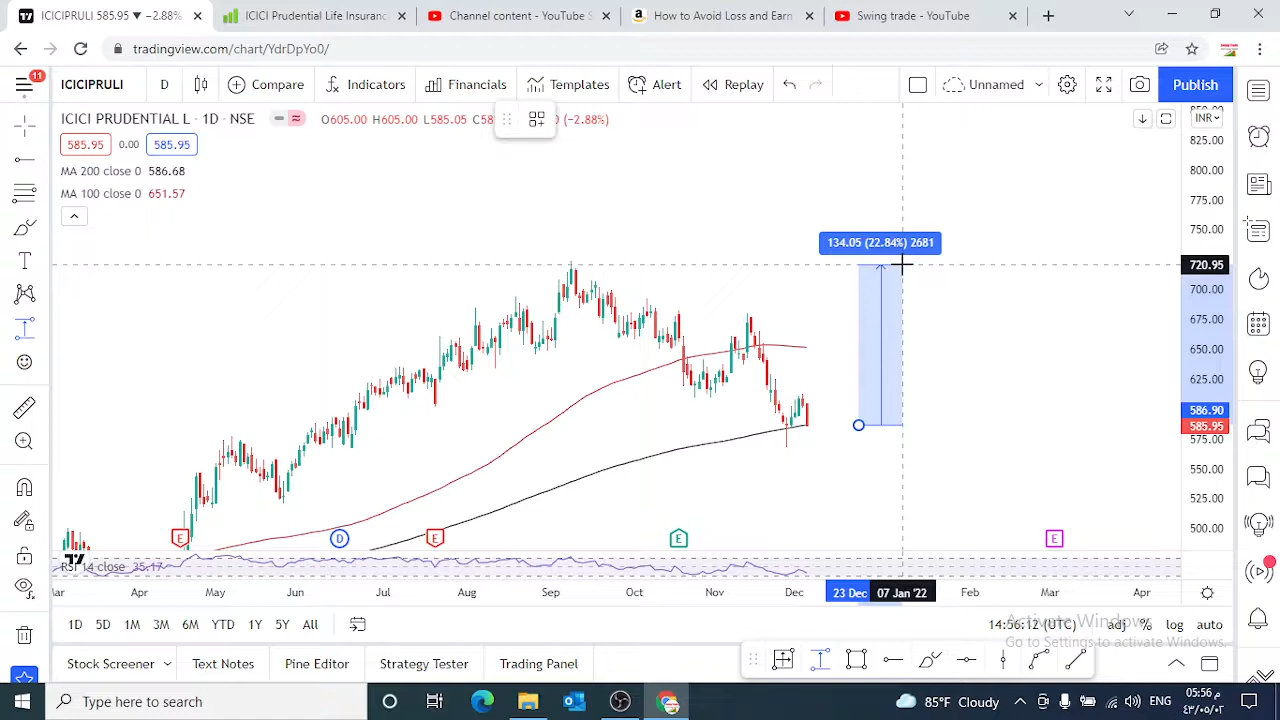 ICICIPRULI 585.95 ▼ −2.88%
ICICI Prudential Life Insuranc
Channel content - YouTube S
How to Avoid Loss and Earn
Swing trade - YouTube
tradingview.com/chart/YdrDpYo0/
11
ICICIPRULI D Compare Indicators Financials Templates Alert Replay Unnamed Publish
ICICI PRUDENTIAL L · 1D · NSE O605.00 H605.00 L585.05 (−2.88%)
INR
585.95 0.00 585.95
MA 200 close 0 586.68
MA 100 close 0 651.57
825.00
800.00
775.00
750.00
134.05 (22.84%) 2681
720.95
700.00
675.00
650.00
625.00
586.90
585.95
575.00
550.00
525.00
500.00
E D E E E
RSI 14 close 35.17
Apr May Jun Jul Aug Sep Oct Nov Dec 23 Dec 07 Jan '22 Feb Mar Apr
1D 5D 1M 3M 6M YTD 1Y 5Y All 14:56:12 (UTC) adj % log auto
Activate Windows
Go to Settings to activate Windows.
Stock Screener Text Notes Pine Editor Strategy Tester Trading Panel
Type here to search
85°F Cloudy
ENG
05:56 م